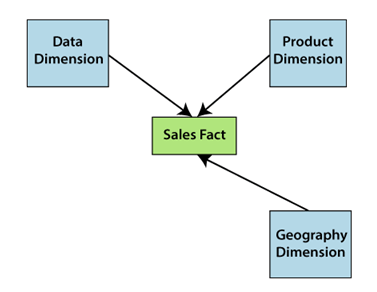 Data
Dimension
Product
Dimension
Sales Fact
Geography
Dimension